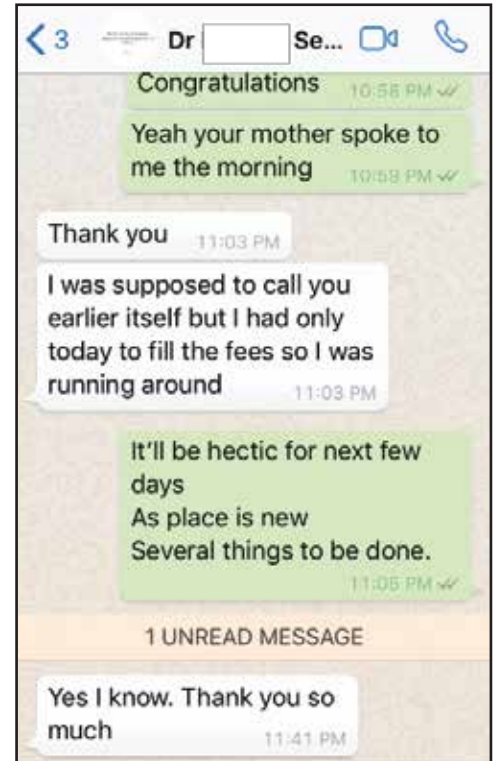 3
Dr Se...
Congratulations 10:58 PM
Yeah your mother spoke to
me the morning 10:59 PM
Thank you 11:03 PM
I was supposed to call you
earlier itself but I had only
today to fill the fees so I was
running around 11:03 PM
It'll be hectic for next few
days
As place is new
Several things to be done.
11:05 PM
1 UNREAD MESSAGE
Yes I know. Thank you so
much 11:41 PM